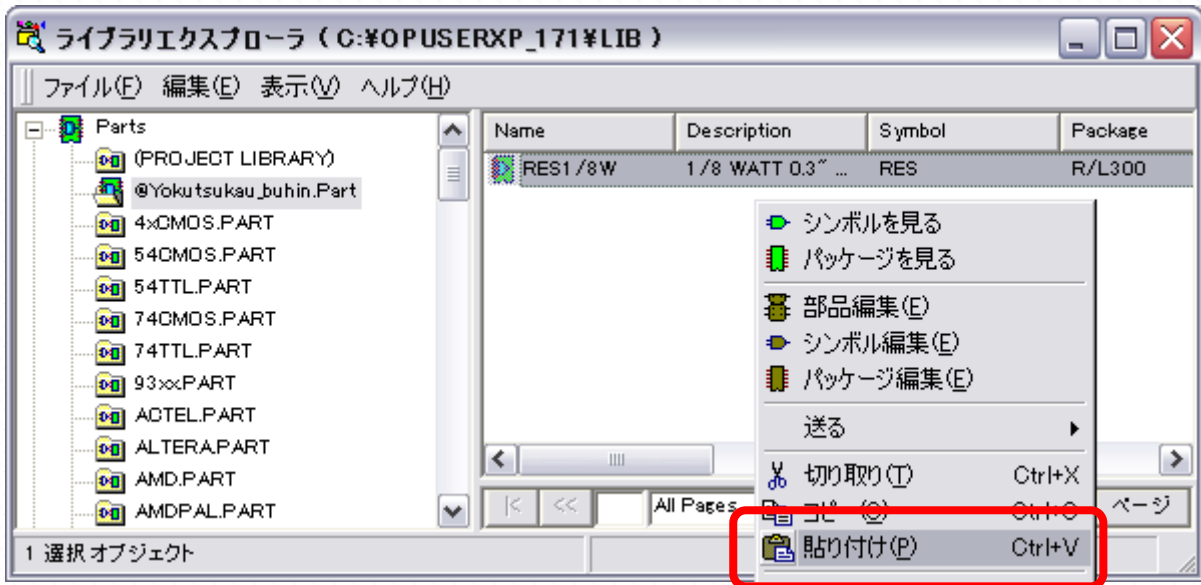 ライブラリエクスプローラ ( C:¥OPUSERXP_171¥LIB )
ファイル(F) 編集(E) 表示(V) ヘルプ(H)
Parts
(PROJECT LIBRARY)
@Yokutsukau_buhin.Part
4xCMOS.PART
54CMOS.PART
54TTL.PART
74CMOS.PART
74TTL.PART
93xx.PART
ACTEL.PART
ALTERA.PART
AMD.PART
AMDPAL.PART
Name Description Symbol Package
RES1/8W 1/8 WATT 0.3" ... RES R/L300
シンボルを見る
パッケージを見る
部品編集(E)
シンボル編集(E)
パッケージ編集(E)
送る
切り取り(T) Ctrl+X
コピー(C) Ctrl+C
貼り付け(P) Ctrl+V
|< << All Pages ページ
1 選択オブジェクト